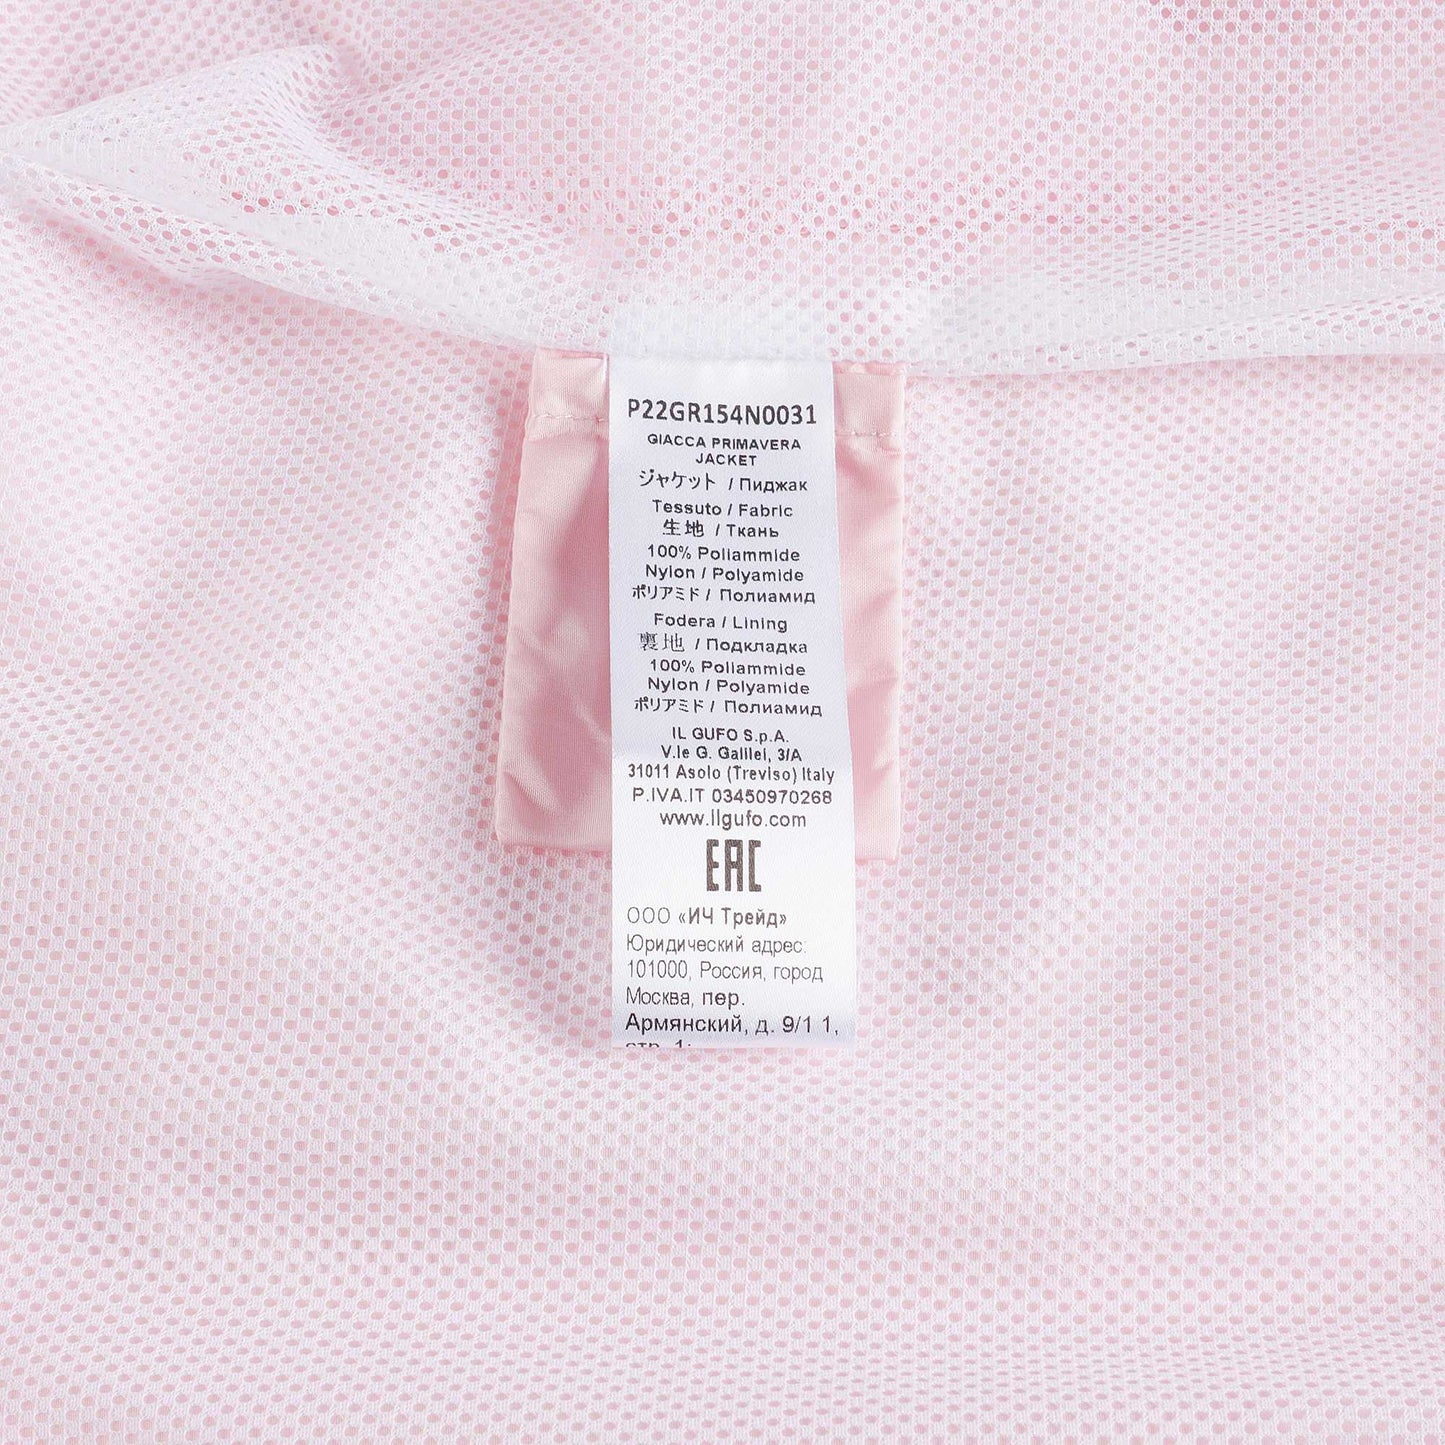 P22GR154N0031
GIACCA PRIMAVERA
JACKET
ジャケット / Пиджак
Tessuto / Fabric
生地 / Ткань
100% Poliammide
Nylon / Polyamide
ポリアミド / Полиамид
Fodera / Lining
裏地 / Подкладка
100% Poliammide
Nylon / Polyamide
ポリアミド / Полиамид
IL GUFO S.p.A.
V.le G. Galilei, 3/A
31011 Asolo (Treviso) Italy
P.IVA.IT 03450970268
www.ilgufo.com
EAC
ООО «ИЧ Трейд»
Юридический адрес:
101000, Россия, город
Москва, пер.
Армянский, д. 9/1 1,
стр. 1;